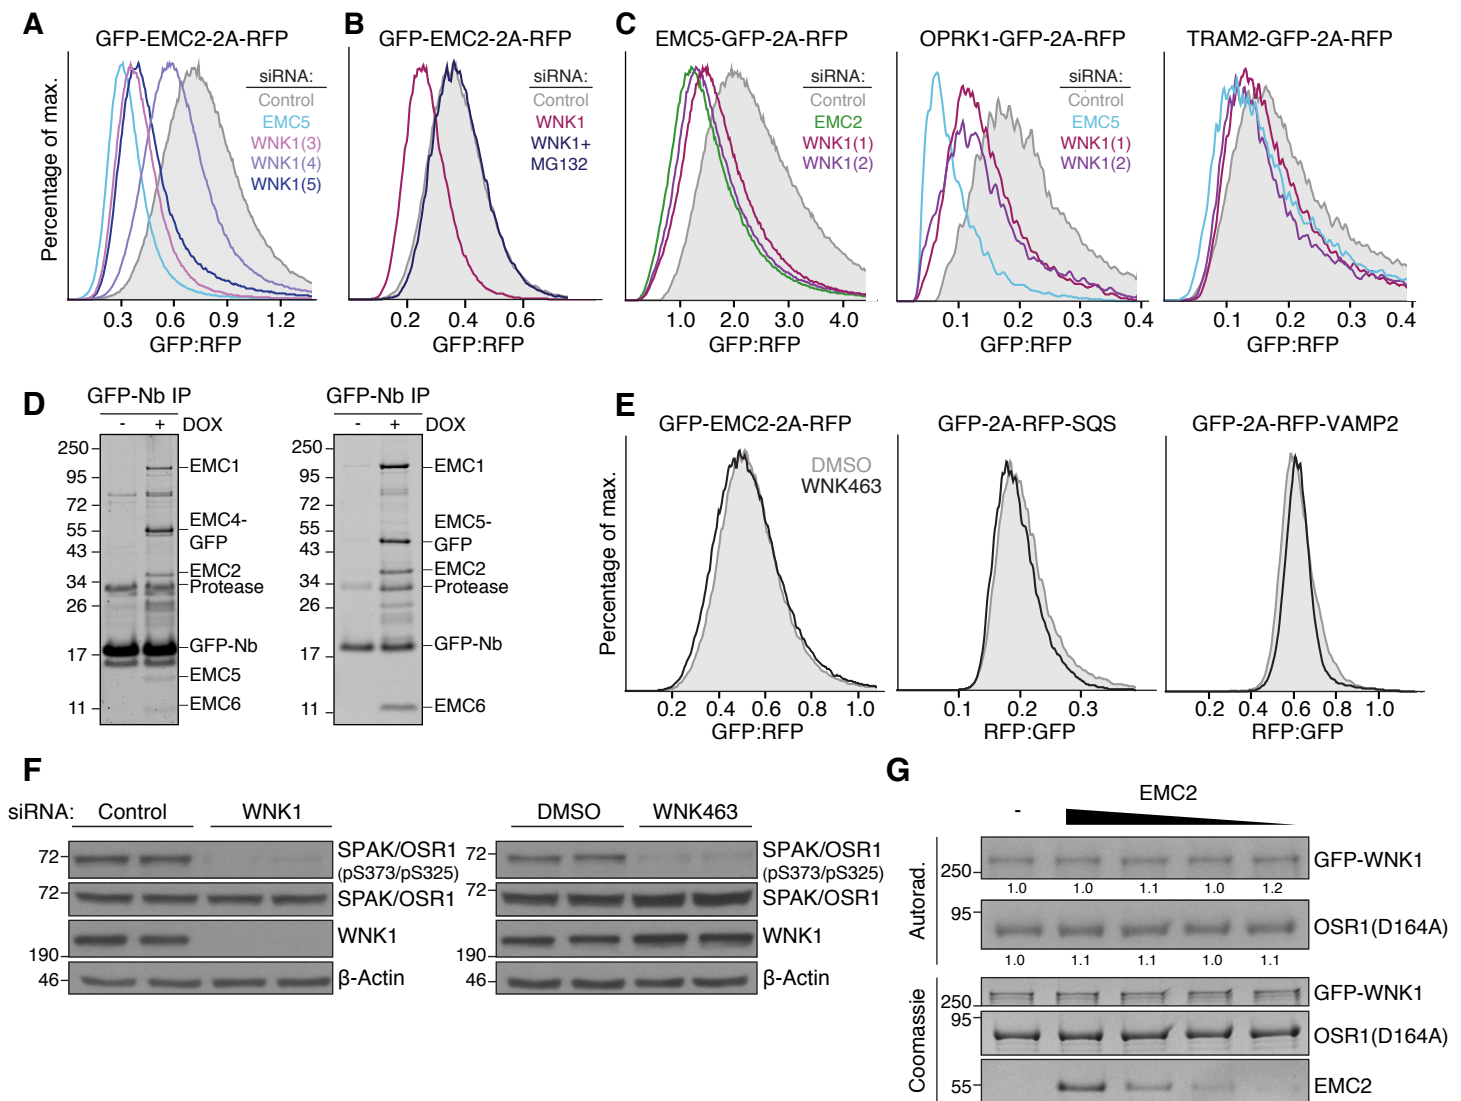 A
GFP-EMC2-2A-RFP
Percentage of max.
siRNA:
Control
EMC5
WNK1(3)
WNK1(4)
WNK1(5)
0.3 0.6 0.9 1.2
GFP:RFP
B
GFP-EMC2-2A-RFP
siRNA:
Control
WNK1
WNK1+
MG132
0.2 0.4 0.6
GFP:RFP
C
EMC5-GFP-2A-RFP
siRNA:
Control
EMC2
WNK1(1)
WNK1(2)
1.0 2.0 3.0 4.0
GFP:RFP
OPRK1-GFP-2A-RFP
siRNA:
Control
EMC5
WNK1(1)
WNK1(2)
0.1 0.2 0.3 0.4
GFP:RFP
TRAM2-GFP-2A-RFP
0.1 0.2 0.3 0.4
GFP:RFP
D
GFP-Nb IP
- + DOX
250
95
72
55
43
34
26
17
11
EMC1
EMC4-
GFP
EMC2
Protease
GFP-Nb
EMC5
EMC6
GFP-Nb IP
- + DOX
250
95
72
55
43
34
26
17
11
EMC1
EMC5-
GFP
EMC2
Protease
GFP-Nb
EMC6
E
GFP-EMC2-2A-RFP
Percentage of max.
DMSO
WNK463
0.2 0.4 0.6 0.8 1.0
GFP:RFP
GFP-2A-RFP-SQS
0.1 0.2 0.3
RFP:GFP
GFP-2A-RFP-VAMP2
0.2 0.4 0.6 0.8 1.0
RFP:GFP
F
siRNA: Control WNK1
72 SPAK/OSR1
(pS373/pS325)
72 SPAK/OSR1
WNK1
190
46 β-Actin
DMSO WNK463
72 SPAK/OSR1
(pS373/pS325)
72 SPAK/OSR1
WNK1
190
46 β-Actin
G
- EMC2
Autorad.
GFP-WNK1
250
1.0 1.0 1.1 1.0 1.2
95
OSR1(D164A)
1.0 1.1 1.1 1.0 1.1
Coomassie
GFP-WNK1
250
95
OSR1(D164A)
55 EMC2